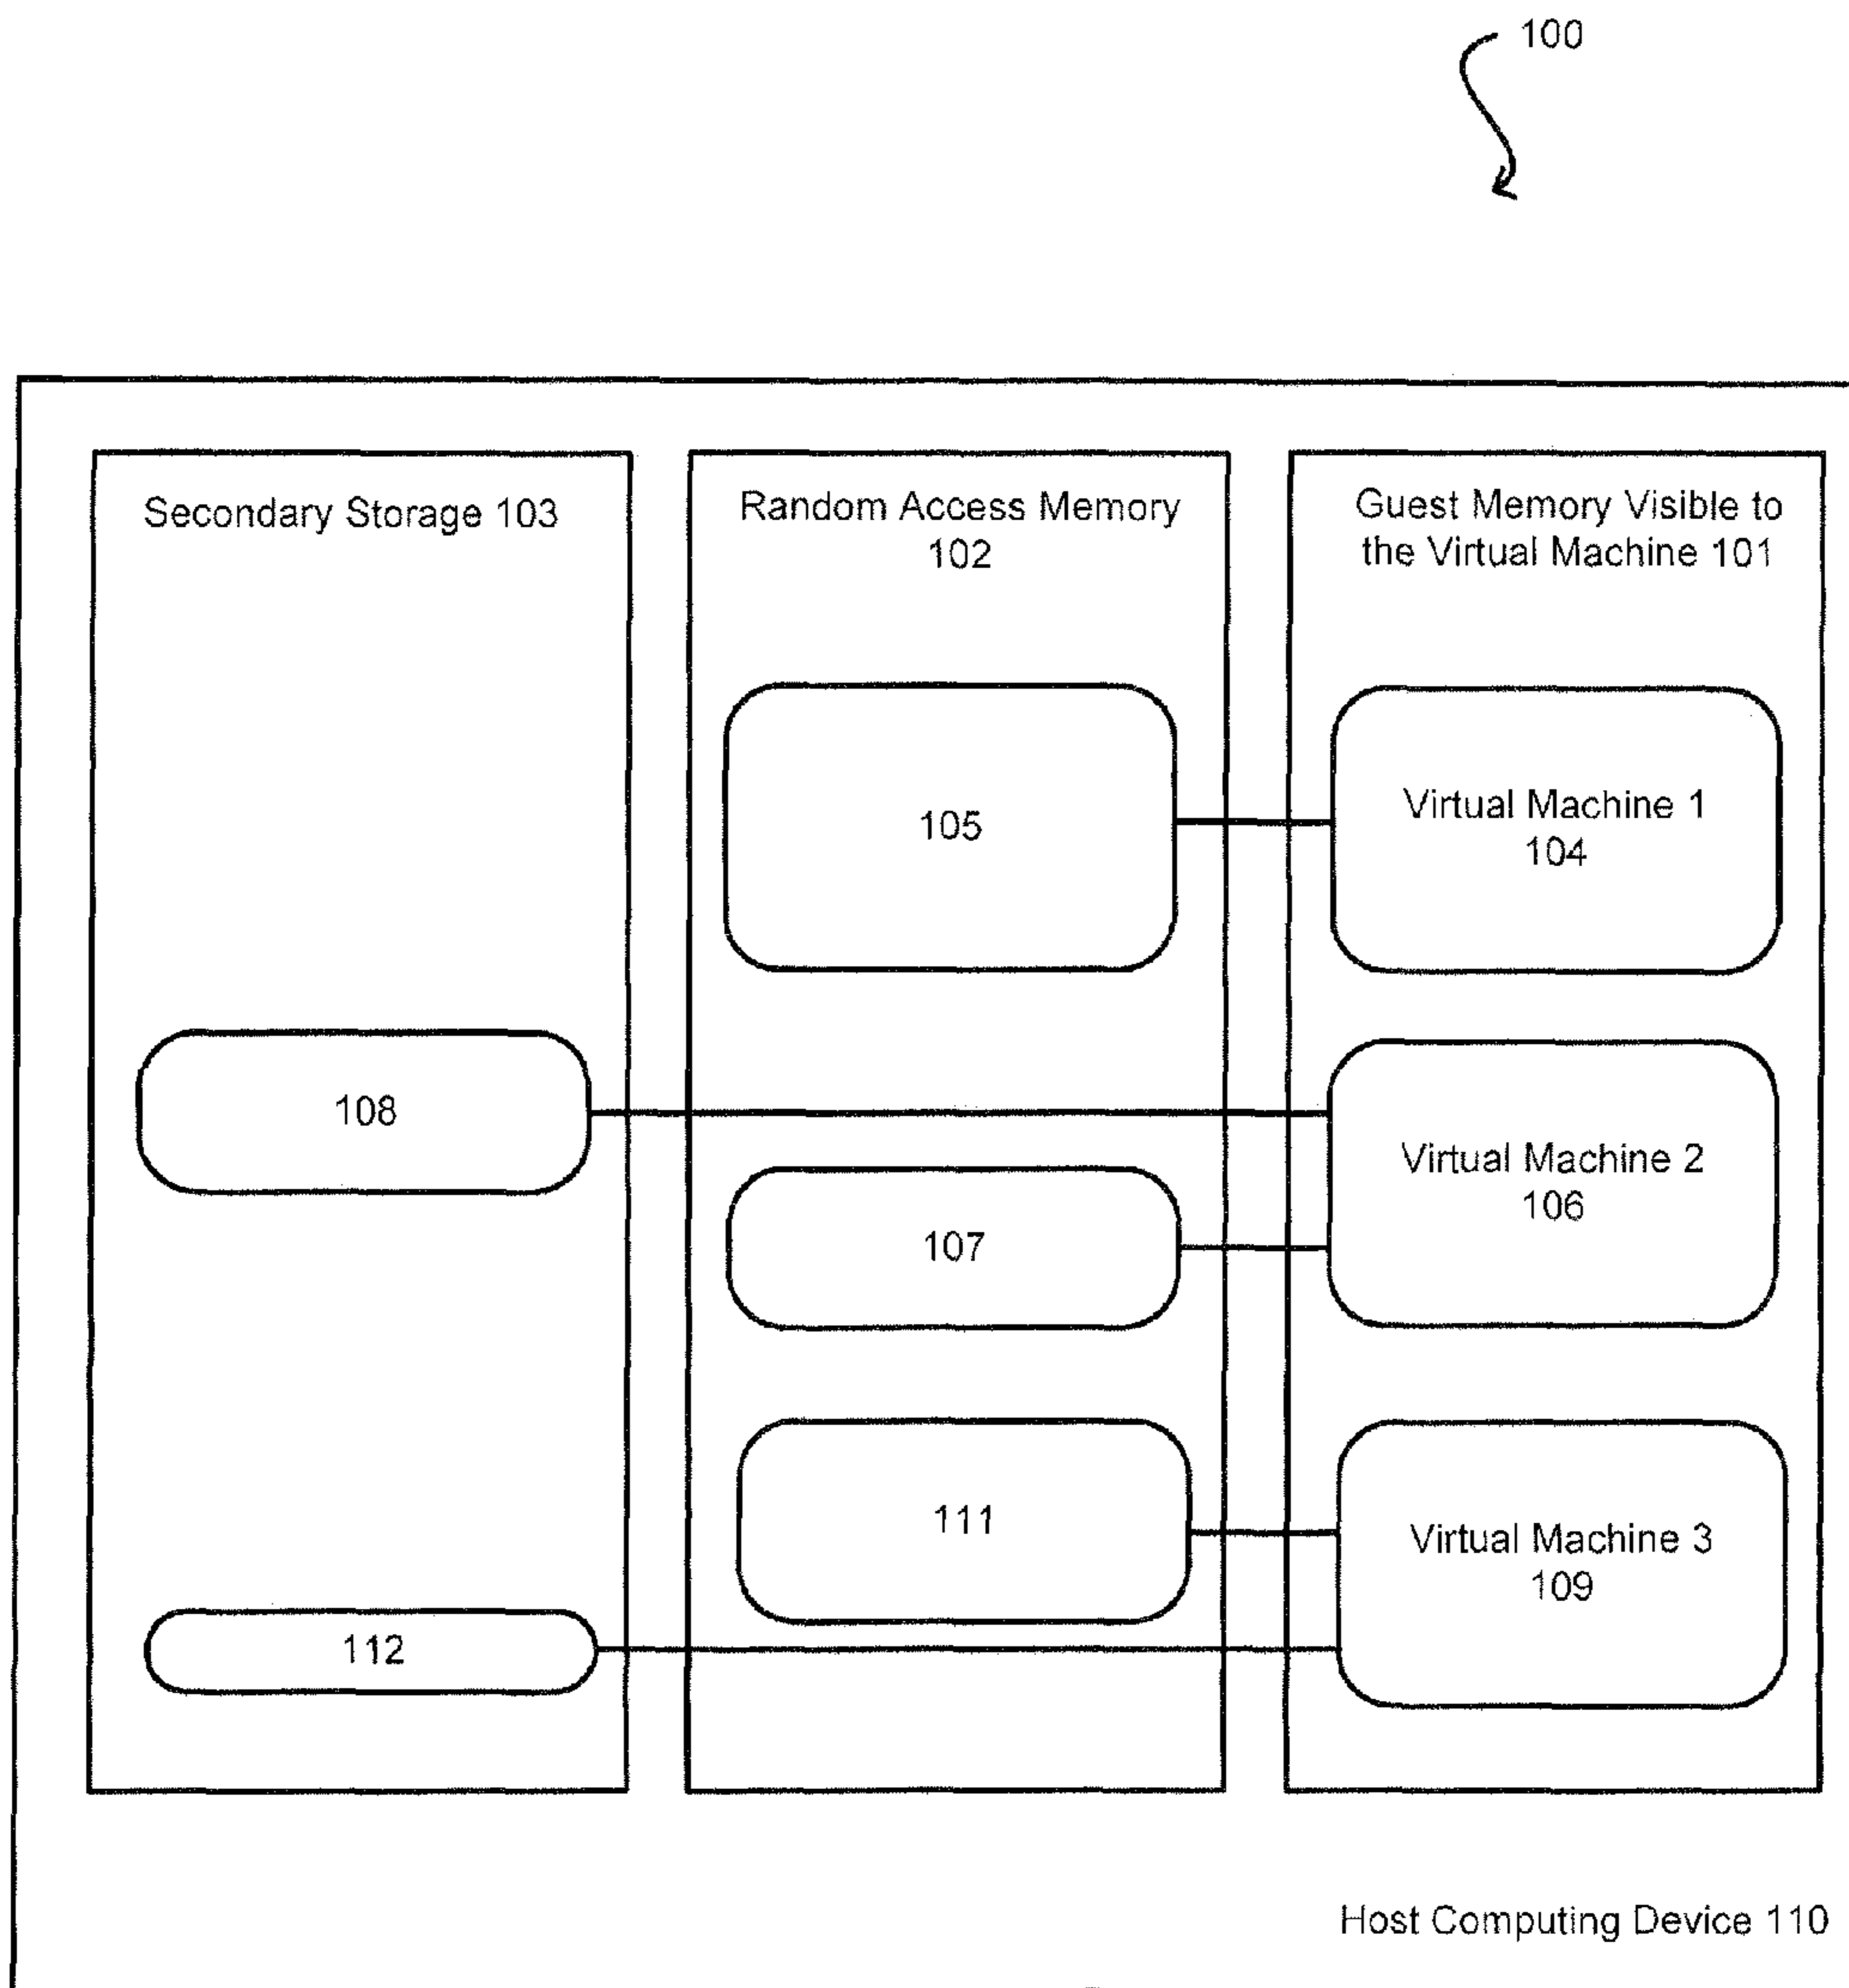 100
Secondary Storage 103
Random Access Memory
102
Guest Memory Visible to
the Virtual Machine 101
105
Virtual Machine 1
104
108
Virtual Machine 2
106
107
111
Virtual Machine 3
109
112
Host Computing Device 110